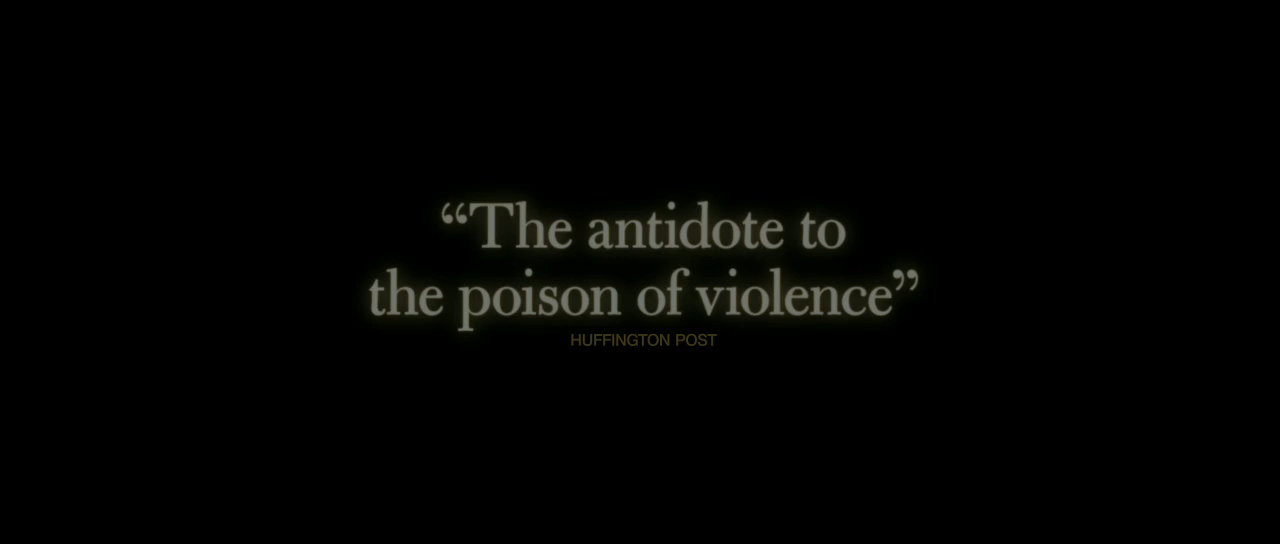 “The antidote to
the poison of violence”
HUFFINGTON POST